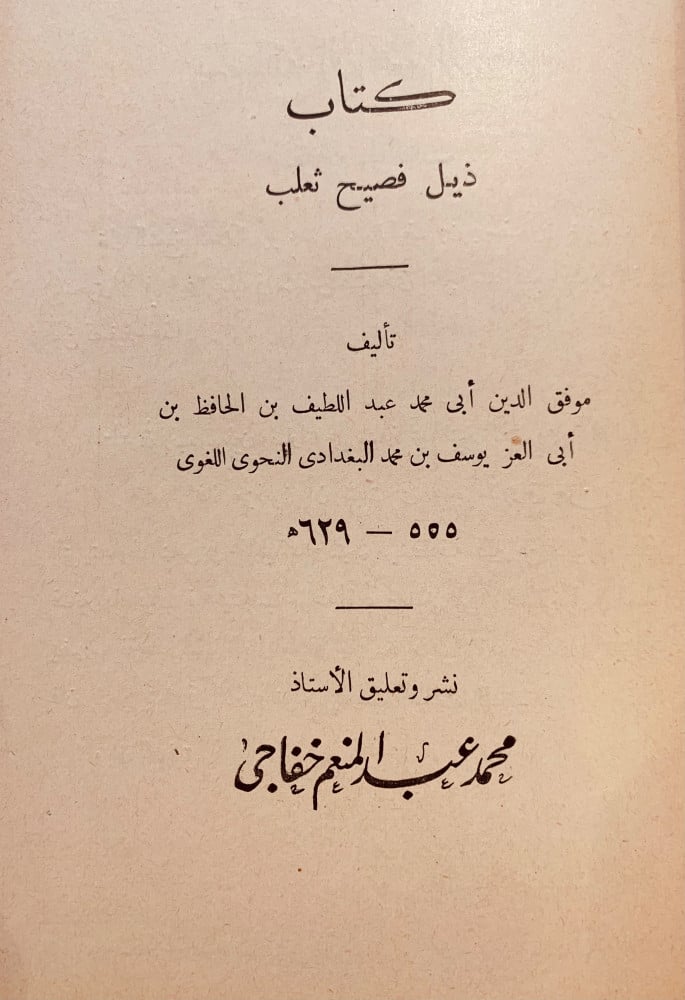 كتاب
ذيل فصيح ثعلب
تأليف
موفق الدين أبى محمد عبد اللطيف بن الحافظ بن
أبى العز يوسف بن محمد البغدادى النحوى اللغوى
٥٥٥ — ٦٢٩ھ
نشر وتعليق الأستاذ
محمد عبد المنعم خفاجى